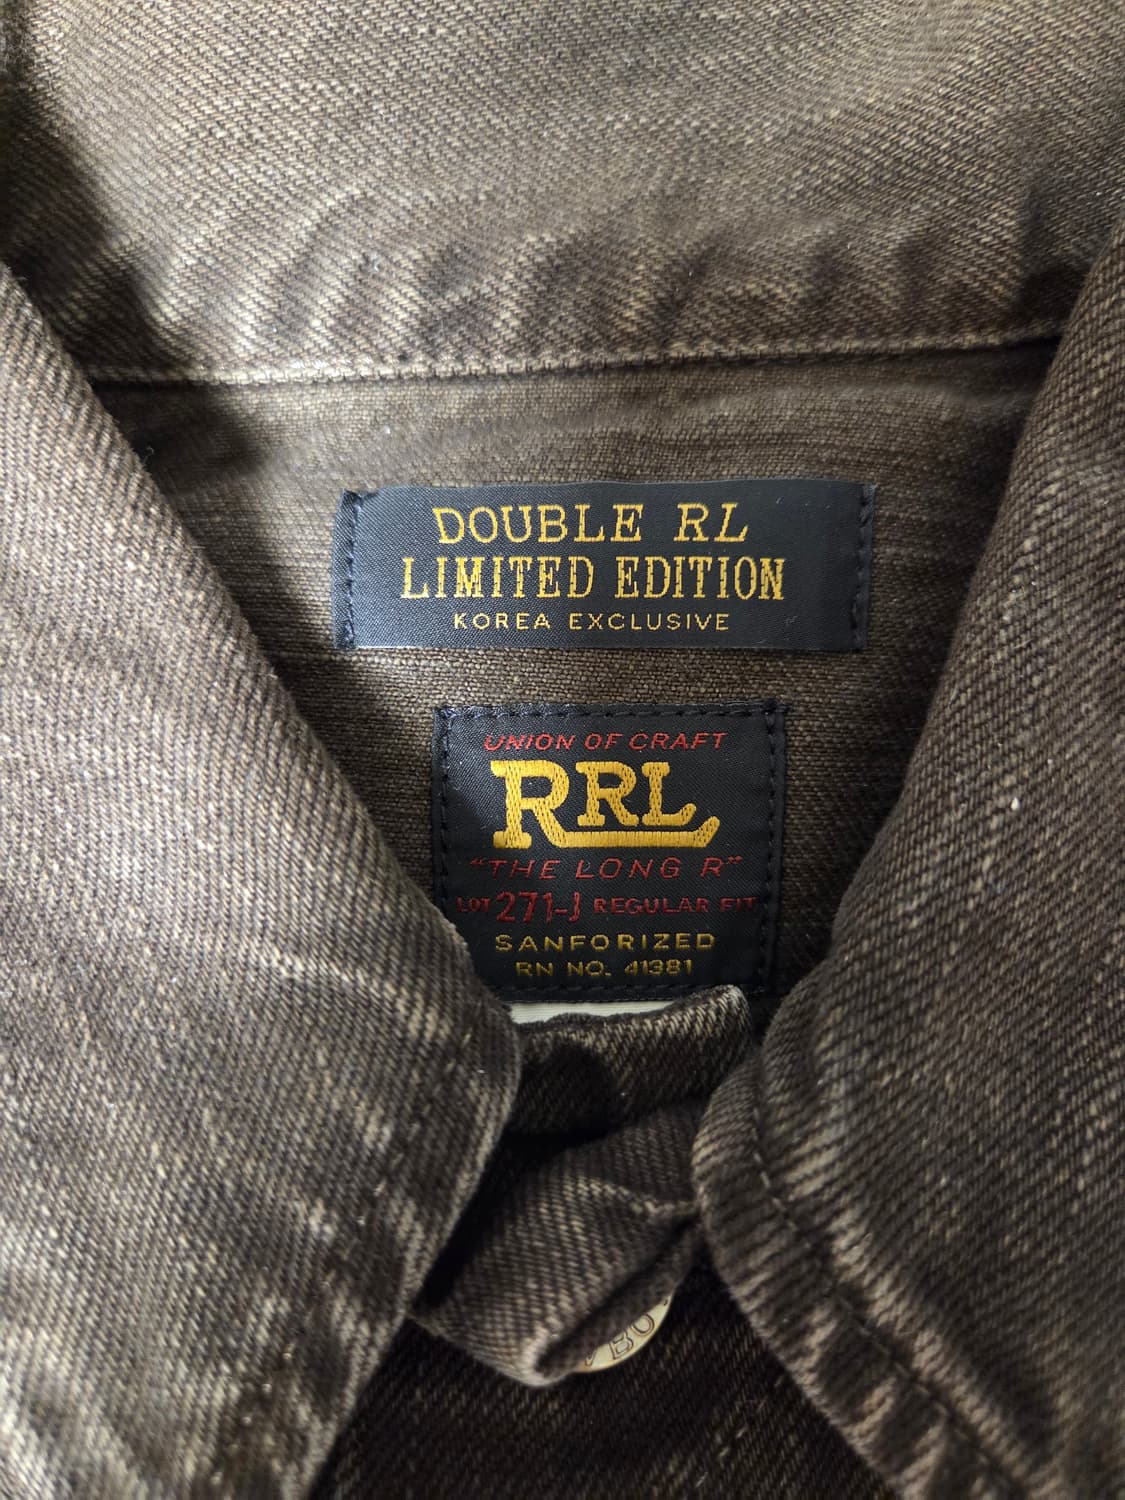 DOUBLE RL
LIMITED EDITION
KOREA EXCLUSIVE
UNION OF CRAFT
RRL
"THE LONG R"
LOT 271-J REGULAR FIT
SANFORIZED
RN NO. 41381